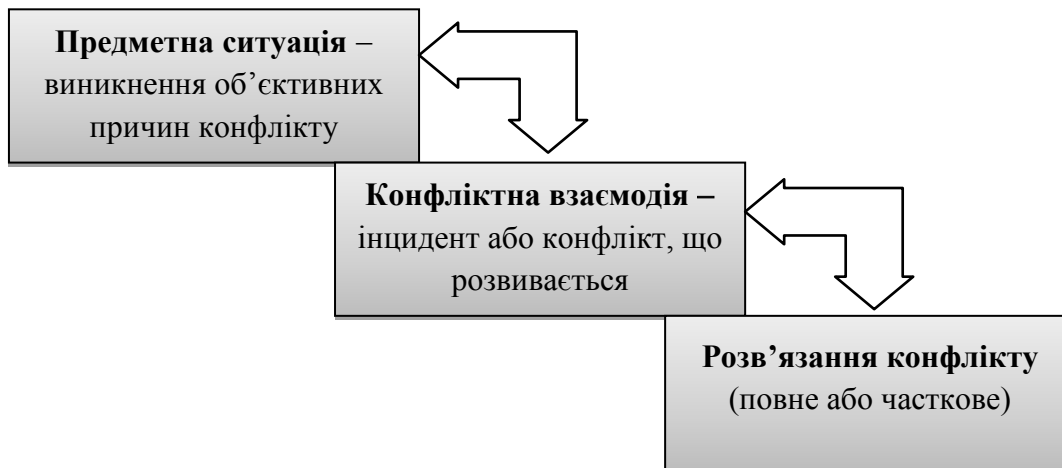 Предметна ситуація –
виникнення об’єктивних
причин конфлікту
Конфліктна взаємодія –
інцидент або конфлікт, що
розвивається
Розв’язання конфлікту
(повне або часткове)